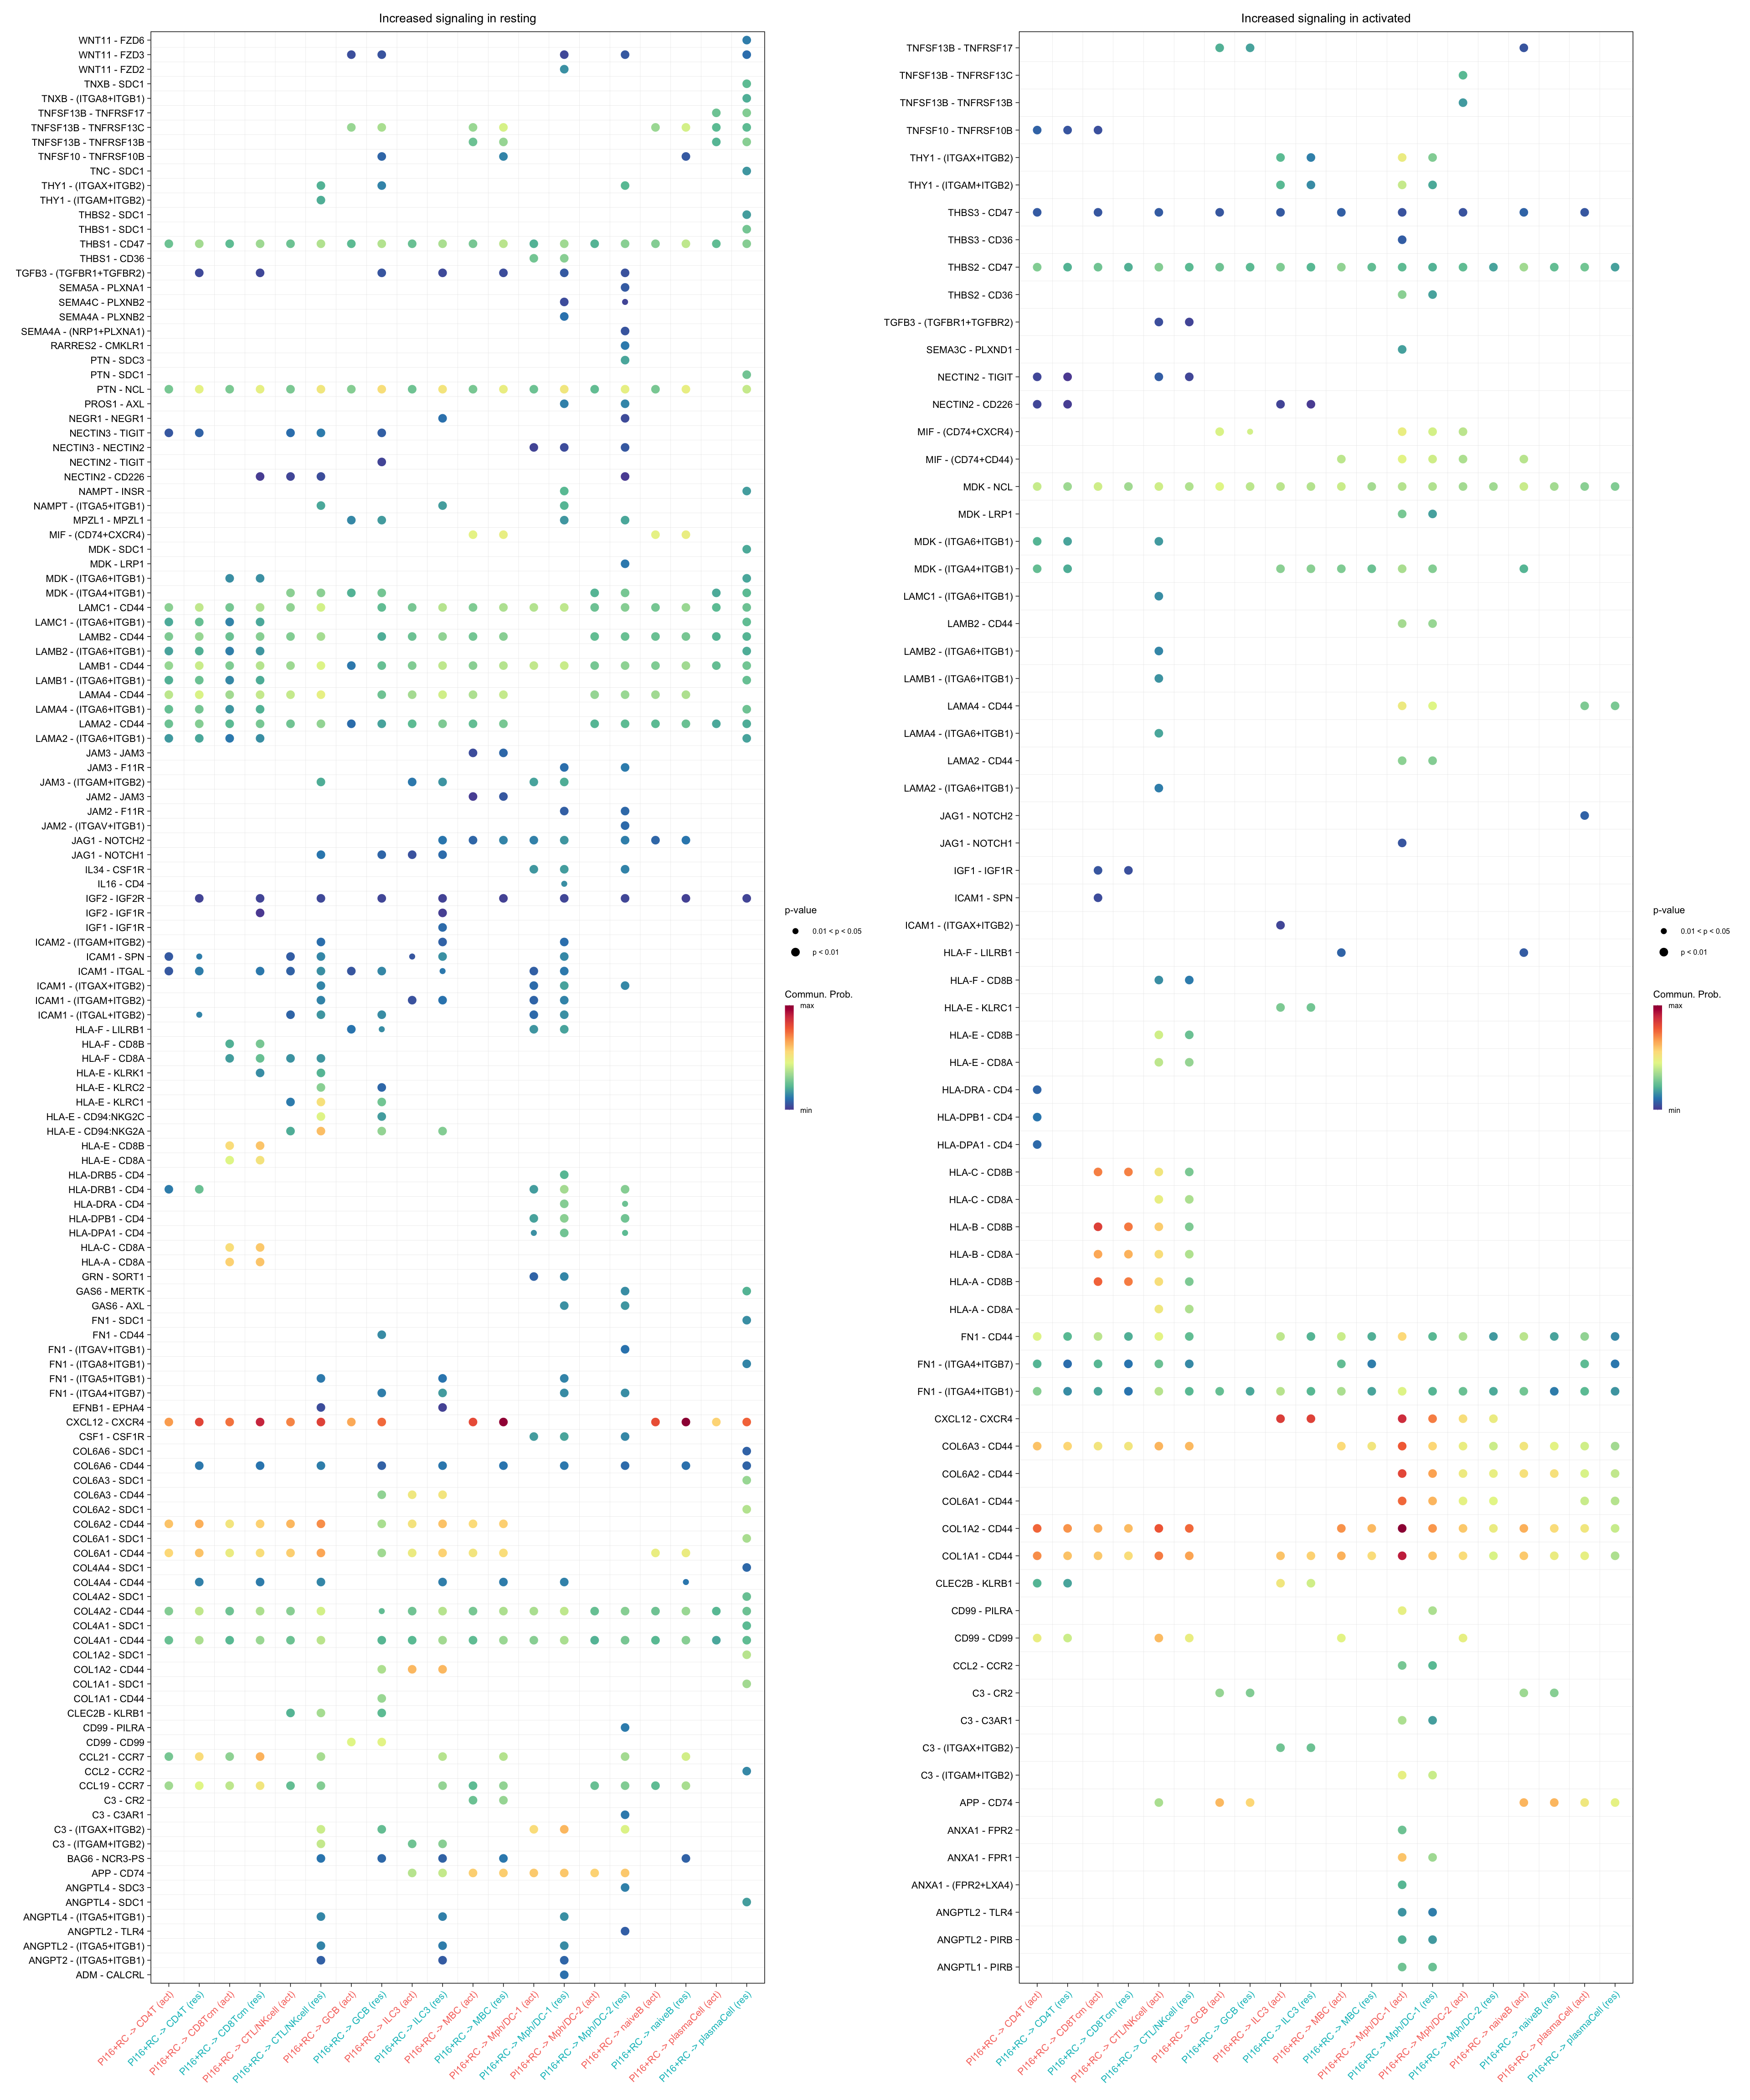 Increased signaling in resting
WNT11 - FZD6
WNT11 - FZD3
WNT11 - FZD2
TNXB - SDC1
TNXB - (ITGA8+ITGB1)
TNFSF13B - TNFRSF17
TNFSF13B - TNFRSF13C
TNFSF13B - TNFRSF13B
TNFSF10 - TNFRSF10B
TNC - SDC1
THY1 - (ITGAX+ITGB2)
THY1 - (ITGAM+ITGB2)
THBS2 - SDC1
THBS1 - SDC1
THBS1 - CD47
THBS1 - CD36
TGFB3 - (TGFBR1+TGFBR2)
SEMA5A - PLXNA1
SEMA4C - PLXNB2
SEMA4A - PLXNB2
SEMA4A - (NRP1+PLXNA1)
RARRES2 - CMKLR1
PTN - SDC3
PTN - SDC1
PTN - NCL
PROS1 - AXL
NEGR1 - NEGR1
NECTIN3 - TIGIT
NECTIN3 - NECTIN2
NECTIN2 - TIGIT
NECTIN2 - CD226
NAMPT - INSR
NAMPT - (ITGA5+ITGB1)
MPZL1 - MPZL1
MIF - (CD74+CXCR4)
MDK - SDC1
MDK - LRP1
MDK - (ITGA6+ITGB1)
MDK - (ITGA4+ITGB1)
LAMC1 - CD44
LAMC1 - (ITGA6+ITGB1)
LAMB2 - CD44
LAMB2 - (ITGA6+ITGB1)
LAMB1 - CD44
LAMB1 - (ITGA6+ITGB1)
LAMA4 - CD44
LAMA4 - (ITGA6+ITGB1)
LAMA2 - CD44
LAMA2 - (ITGA6+ITGB1)
JAM3 - JAM3
JAM3 - F11R
JAM3 - (ITGAM+ITGB2)
JAM2 - JAM3
JAM2 - F11R
JAM2 - (ITGAV+ITGB1)
JAG1 - NOTCH2
JAG1 - NOTCH1
IL34 - CSF1R
IL16 - CD4
IGF2 - IGF2R
IGF2 - IGF1R
IGF1 - IGF1R
ICAM2 - (ITGAM+ITGB2)
ICAM1 - SPN
ICAM1 - ITGAL
ICAM1 - (ITGAX+ITGB2)
ICAM1 - (ITGAM+ITGB2)
ICAM1 - (ITGAL+ITGB2)
HLA-F - LILRB1
HLA-F - CD8B
HLA-F - CD8A
HLA-E - KLRK1
HLA-E - KLRC2
HLA-E - KLRC1
HLA-E - CD94:NKG2C
HLA-E - CD94:NKG2A
HLA-E - CD8B
HLA-E - CD8A
HLA-DRB5 - CD4
HLA-DRB1 - CD4
HLA-DRA - CD4
HLA-DPB1 - CD4
HLA-DPA1 - CD4
HLA-C - CD8A
HLA-A - CD8A
GRN - SORT1
GAS6 - MERTK
GAS6 - AXL
FN1 - SDC1
FN1 - CD44
FN1 - (ITGAV+ITGB1)
FN1 - (ITGA8+ITGB1)
FN1 - (ITGA5+ITGB1)
FN1 - (ITGA4+ITGB7)
EFNB1 - EPHA4
CXCL12 - CXCR4
CSF1 - CSF1R
COL6A6 - SDC1
COL6A6 - CD44
COL6A3 - SDC1
COL6A3 - CD44
COL6A2 - SDC1
COL6A2 - CD44
COL6A1 - SDC1
COL6A1 - CD44
COL4A4 - SDC1
COL4A4 - CD44
COL4A2 - SDC1
COL4A2 - CD44
COL4A1 - SDC1
COL4A1 - CD44
COL1A2 - SDC1
COL1A2 - CD44
COL1A1 - SDC1
COL1A1 - CD44
CLEC2B - KLRB1
CD99 - PILRA
CD99 - CD99
CCL21 - CCR7
CCL2 - CCR2
CCL19 - CCR7
C3 - CR2
C3 - C3AR1
C3 - (ITGAX+ITGB2)
C3 - (ITGAM+ITGB2)
BAG6 - NCR3-PS
APP - CD74
ANGPTL4 - SDC3
ANGPTL4 - SDC1
ANGPTL4 - (ITGA5+ITGB1)
ANGPTL2 - TLR4
ANGPTL2 - (ITGA5+ITGB1)
ANGPT2 - (ITGA5+ITGB1)
ADM - CALCRL
PI16+RC -> CD4T (act)
PI16+RC -> CD4T (res)
PI16+RC -> CD8Tcm (act)
PI16+RC -> CD8Tcm (res)
PI16+RC -> CTL/NKcell (act)
PI16+RC -> CTL/NKcell (res)
PI16+RC -> GCB (act)
PI16+RC -> GCB (res)
PI16+RC -> ILC3 (act)
PI16+RC -> ILC3 (res)
PI16+RC -> MBC (act)
PI16+RC -> MBC (res)
PI16+RC -> Mph/DC-1 (act)
PI16+RC -> Mph/DC-1 (res)
PI16+RC -> Mph/DC-2 (act)
PI16+RC -> Mph/DC-2 (res)
PI16+RC -> naiveB (act)
PI16+RC -> naiveB (res)
PI16+RC -> plasmaCell (act)
PI16+RC -> plasmaCell (res)
p-value
0.01 < p < 0.05
p < 0.01
Commun. Prob.
max
min
Increased signaling in activated
TNFSF13B - TNFRSF17
TNFSF13B - TNFRSF13C
TNFSF13B - TNFRSF13B
TNFSF10 - TNFRSF10B
THY1 - (ITGAX+ITGB2)
THY1 - (ITGAM+ITGB2)
THBS3 - CD47
THBS3 - CD36
THBS2 - CD47
THBS2 - CD36
TGFB3 - (TGFBR1+TGFBR2)
SEMA3C - PLXND1
NECTIN2 - TIGIT
NECTIN2 - CD226
MIF - (CD74+CXCR4)
MIF - (CD74+CD44)
MDK - NCL
MDK - LRP1
MDK - (ITGA6+ITGB1)
MDK - (ITGA4+ITGB1)
LAMC1 - (ITGA6+ITGB1)
LAMB2 - CD44
LAMB2 - (ITGA6+ITGB1)
LAMB1 - (ITGA6+ITGB1)
LAMA4 - CD44
LAMA4 - (ITGA6+ITGB1)
LAMA2 - CD44
LAMA2 - (ITGA6+ITGB1)
JAG1 - NOTCH2
JAG1 - NOTCH1
IGF1 - IGF1R
ICAM1 - SPN
ICAM1 - (ITGAX+ITGB2)
HLA-F - LILRB1
HLA-F - CD8B
HLA-E - KLRC1
HLA-E - CD8B
HLA-E - CD8A
HLA-DRA - CD4
HLA-DPB1 - CD4
HLA-DPA1 - CD4
HLA-C - CD8B
HLA-C - CD8A
HLA-B - CD8B
HLA-B - CD8A
HLA-A - CD8B
HLA-A - CD8A
FN1 - CD44
FN1 - (ITGA4+ITGB7)
FN1 - (ITGA4+ITGB1)
CXCL12 - CXCR4
COL6A3 - CD44
COL6A2 - CD44
COL6A1 - CD44
COL1A2 - CD44
COL1A1 - CD44
CLEC2B - KLRB1
CD99 - PILRA
CD99 - CD99
CCL2 - CCR2
C3 - CR2
C3 - C3AR1
C3 - (ITGAX+ITGB2)
C3 - (ITGAM+ITGB2)
APP - CD74
ANXA1 - FPR2
ANXA1 - FPR1
ANXA1 - (FPR2+LXA4)
ANGPTL2 - TLR4
ANGPTL2 - PIRB
ANGPTL1 - PIRB
PI16+RC -> CD4T (act)
PI16+RC -> CD4T (res)
PI16+RC -> CD8Tcm (act)
PI16+RC -> CD8Tcm (res)
PI16+RC -> CTL/NKcell (act)
PI16+RC -> CTL/NKcell (res)
PI16+RC -> GCB (act)
PI16+RC -> GCB (res)
PI16+RC -> ILC3 (act)
PI16+RC -> ILC3 (res)
PI16+RC -> MBC (act)
PI16+RC -> MBC (res)
PI16+RC -> Mph/DC-1 (act)
PI16+RC -> Mph/DC-1 (res)
PI16+RC -> Mph/DC-2 (act)
PI16+RC -> Mph/DC-2 (res)
PI16+RC -> naiveB (act)
PI16+RC -> naiveB (res)
PI16+RC -> plasmaCell (act)
PI16+RC -> plasmaCell (res)
p-value
0.01 < p < 0.05
p < 0.01
Commun. Prob.
max
min